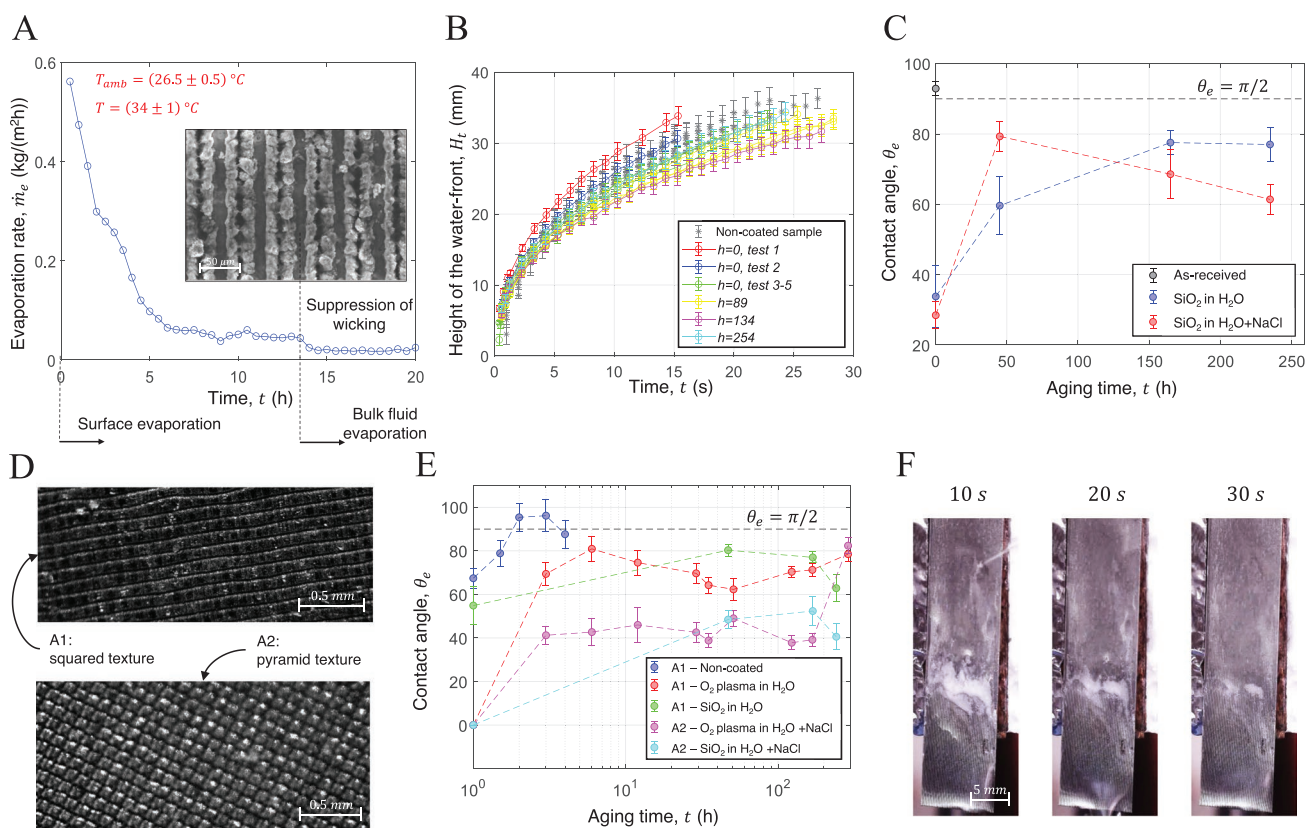 A
Evaporation rate, ṁₑ (kg/(m²h))
0.6
0.4
0.2
0
T_amb = (26.5 ± 0.5) °C
T = (34 ± 1) °C
50 μm
Suppression of
wicking
0 5 10 15 20
Time, t (h)
Surface evaporation
Bulk fluid
evaporation
B
Height of the water-front, Hₜ (mm)
40
30
20
10
0
Non-coated sample
h=0, test 1
h=0, test 2
h=0, test 3-5
h=89
h=134
h=254
0 5 10 15 20 25 30
Time, t (s)
C
Contact angle, θₑ
100
80
60
40
20
θₑ = π/2
As-received
SiO₂ in H₂O
SiO₂ in H₂O+NaCl
0 50 100 150 200 250
Aging time, t (h)
D
0.5 mm
A1:
squared texture
A2:
pyramid texture
0.5 mm
E
Contact angle, θₑ
100
80
60
40
20
0
θₑ = π/2
A1 – Non-coated
A1 – O₂ plasma in H₂O
A1 – SiO₂ in H₂O
A2 – O₂ plasma in H₂O +NaCl
A2 – SiO₂ in H₂O +NaCl
10⁰ 10¹ 10²
Aging time, t (h)
F
10 s 20 s 30 s
5 mm